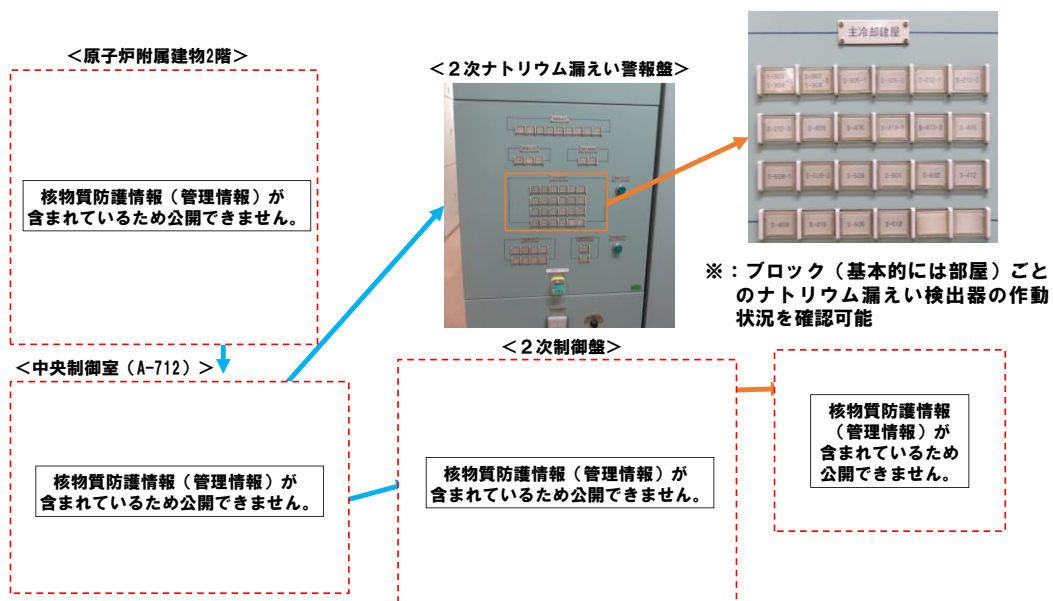 <原子炉附属建物2階>
核物質防護情報(管理情報)が
含まれているため公開できません。
<2次ナトリウム漏えい警報盤>
主冷却建屋
※:ブロック(基本的には部屋)ごと
のナトリウム漏えい検出器の作動
状況を確認可能
<中央制御室(A-712)>
核物質防護情報(管理情報)が
含まれているため公開できません。
<2次制御盤>
核物質防護情報(管理情報)が
含まれているため公開できません。
核物質防護情報
(管理情報)が
含まれているため
公開できません。